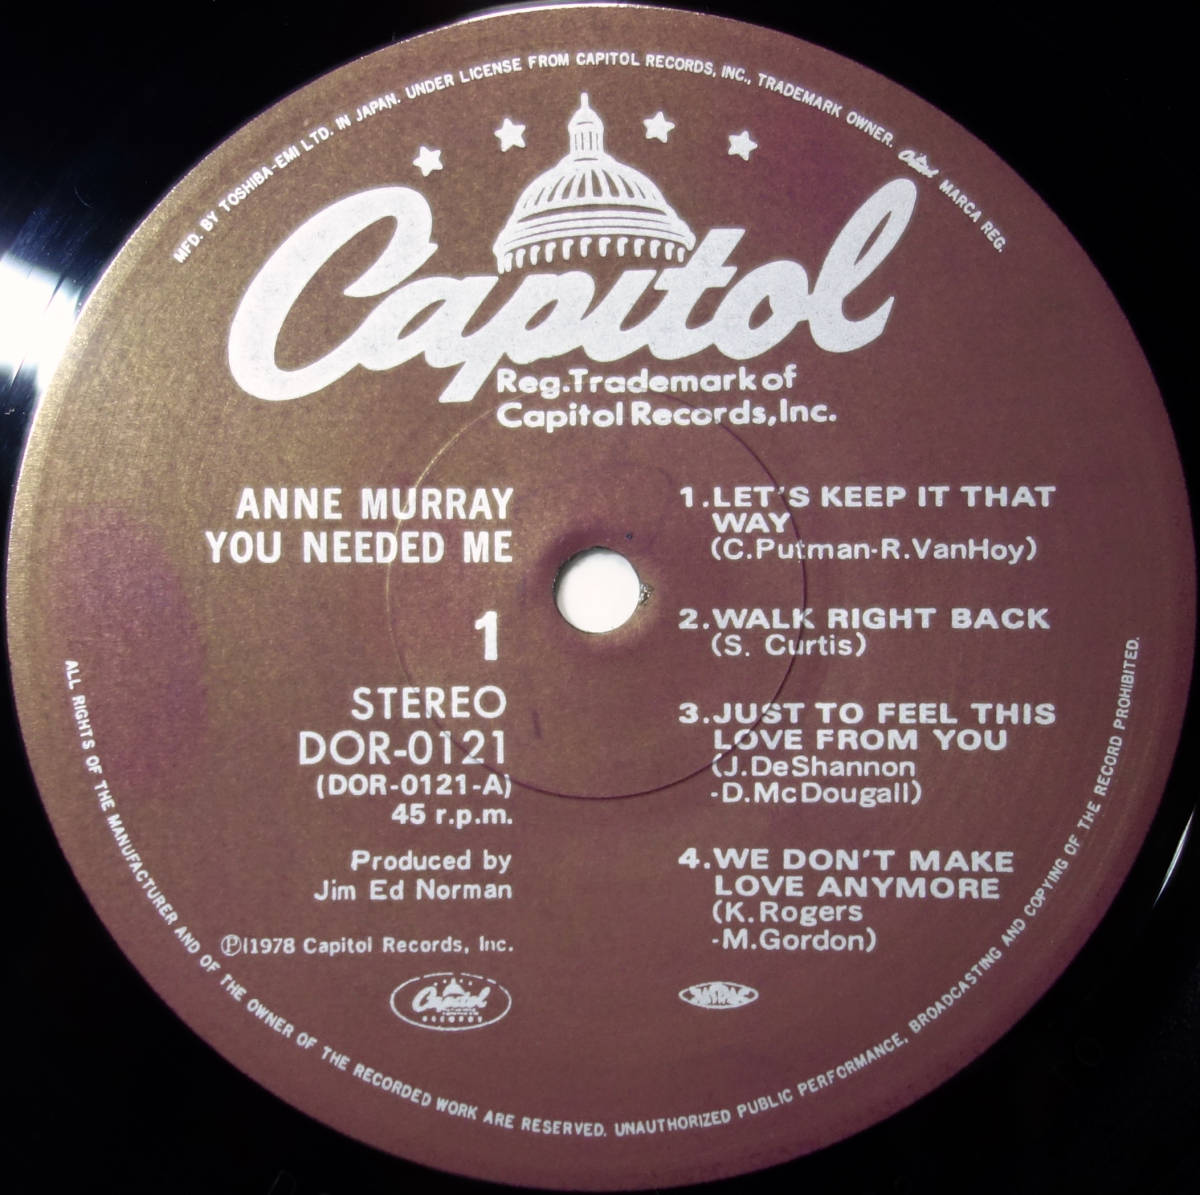 MFD. BY TOSHIBA-EMI LTD. IN JAPAN. UNDER LICENSE FROM CAPITOL RECORDS, INC., TRADEMARK OWNER. Capitol MARCA REG.
Capitol
Reg.Trademark of
Capitol Records,Inc.
ANNE MURRAY
YOU NEEDED ME
1
STEREO
DOR-0121
(DOR-0121-A)
45 r.p.m.
Produced by
Jim Ed Norman
Ⓟ1978 Capitol Records, Inc.
Capitol
RECORDS
1.LET'S KEEP IT THAT
WAY
(C.Putman-R.VanHoy)
2.WALK RIGHT BACK
(S. Curtis)
3.JUST TO FEEL THIS
LOVE FROM YOU
(J.DeShannon
-D.McDougall)
4.WE DON'T MAKE
LOVE ANYMORE
(K.Rogers
-M.Gordon)
JASRAC
ALL RIGHTS OF THE MANUFACTURER AND OF THE OWNER OF THE RECORDED WORK ARE RESERVED. UNAUTHORIZED PUBLIC PERFORMANCE, BROADCASTING AND COPYING OF THE RECORD PROHIBITED.